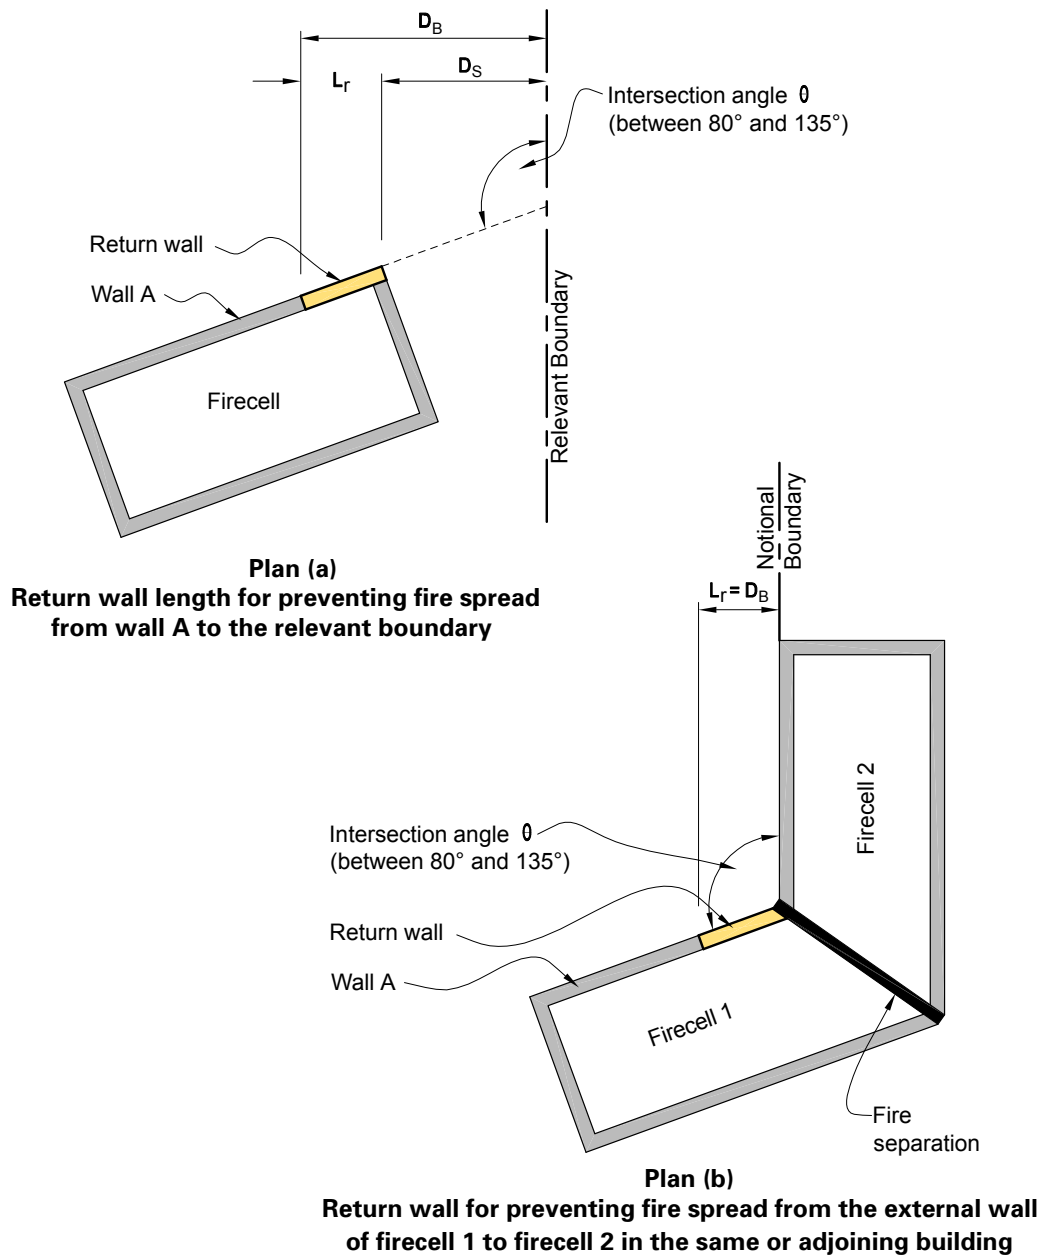 D_B
L_r
D_S
Intersection angle θ
(between 80° and 135°)
Return wall
Wall A
Firecell
Relevant Boundary
Plan (a)
Return wall length for preventing fire spread
from wall A to the relevant boundary
Notional
Boundary
L_r = D_B
Firecell 2
Intersection angle θ
(between 80° and 135°)
Return wall
Wall A
Firecell 1
Fire
separation
Plan (b)
Return wall for preventing fire spread from the external wall
of firecell 1 to firecell 2 in the same or adjoining building